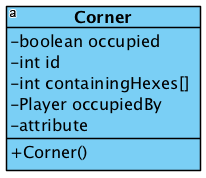 a
Corner
-boolean occupied
-int id
-int containingHexes[]
-Player occupiedBy
-attribute
+Corner()